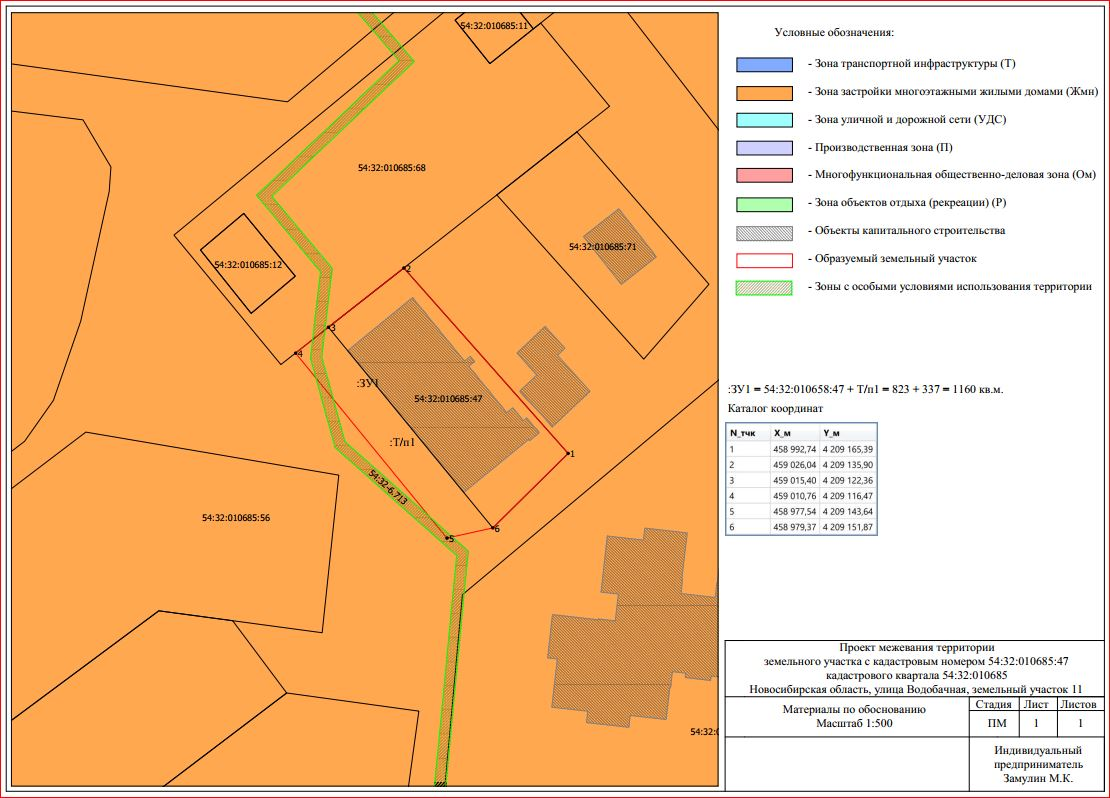 54:32:010685:11
54:32:010685:68
54:32:010685:71
54:32:010685:12
2
3
4
:ЗУ1
54:32:010685:47
:Т/п1
1
54:32-6.713
54:32:010685:56
6
5
54:32:0
Условные обозначения:
- Зона транспортной инфраструктуры (Т)
- Зона застройки многоэтажными жилыми домами (Жмн)
- Зона уличной и дорожной сети (УДС)
- Производственная зона (П)
- Многофункциональная общественно-деловая зона (Ом)
- Зона объектов отдыха (рекреации) (Р)
- Объекты капитального строительства
- Образуемый земельный участок
- Зоны с особыми условиями использования территории
:ЗУ1 = 54:32:010658:47 + Т/п1 = 823 + 337 = 1160 кв.м.
Каталог координат
N_тчк X_м Y_м
1 458 992,74 4 209 165,39
2 459 026,04 4 209 135,90
3 459 015,40 4 209 122,36
4 459 010,76 4 209 116,47
5 458 977,54 4 209 143,64
6 458 979,37 4 209 151,87
Проект межевания территории
земельного участка с кадастровым номером 54:32:010685:47
кадастрового квартала 54:32:010685
Новосибирская область, улица Водобачная, земельный участок 11
Материалы по обоснованию
Масштаб 1:500
Стадия Лист Листов
ПМ 1 1
Индивидуальный
предприниматель
Замулин М.К.